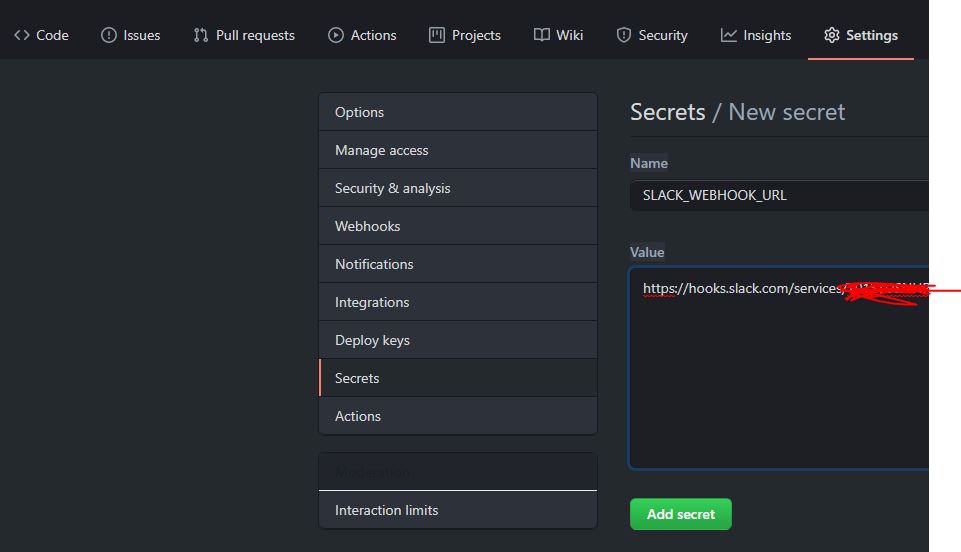 Code Issues Pull requests Actions Projects Wiki Security Insights Settings
Options
Manage access
Security & analysis
Webhooks
Notifications
Integrations
Deploy keys
Secrets
Actions
Moderation
Interaction limits
Secrets / New secret
Name
SLACK_WEBHOOK_URL
Value
https://hooks.slack.com/services/
Add secret